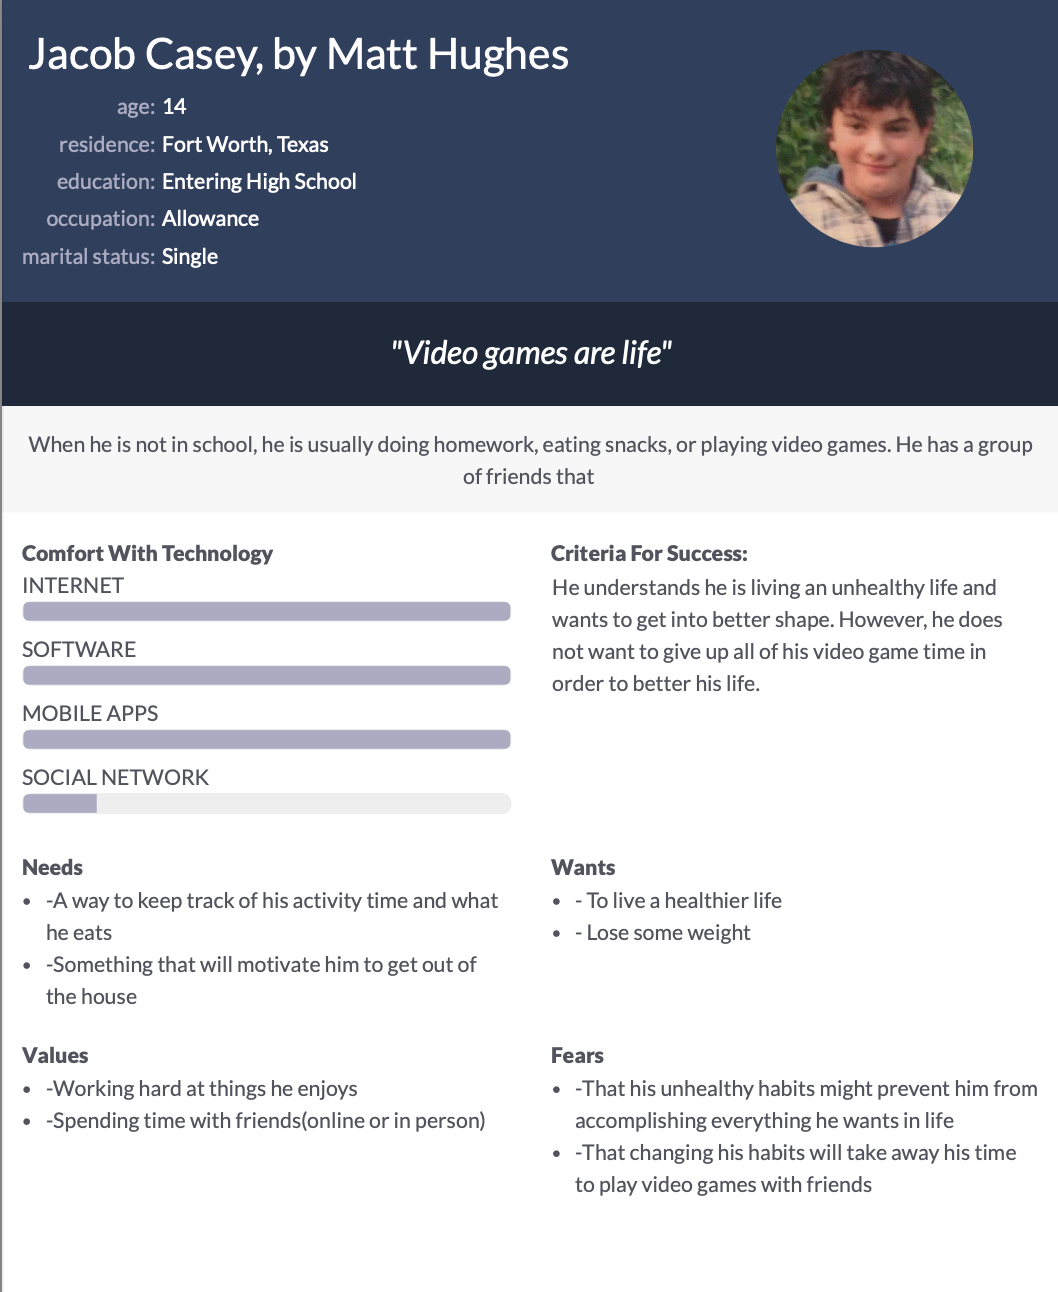 Jacob Casey, by Matt Hughes
age: 14
residence: Fort Worth, Texas
education: Entering High School
occupation: Allowance
marital status: Single
"Video games are life"
When he is not in school, he is usually doing homework, eating snacks, or playing video games. He has a group
of friends that
Comfort With Technology
INTERNET
SOFTWARE
MOBILE APPS
SOCIAL NETWORK
Criteria For Success:
He understands he is living an unhealthy life and
wants to get into better shape. However, he does
not want to give up all of his video game time in
order to better his life.
Needs
• -A way to keep track of his activity time and what
he eats
• -Something that will motivate him to get out of
the house
Wants
• - To live a healthier life
• - Lose some weight
Values
• -Working hard at things he enjoys
• -Spending time with friends(online or in person)
Fears
• -That his unhealthy habits might prevent him from
accomplishing everything he wants in life
• -That changing his habits will take away his time
to play video games with friends